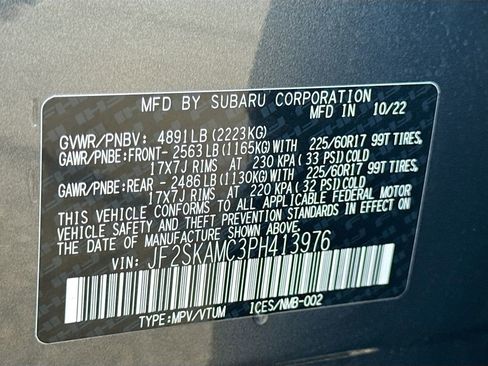 MFD BY SUBARU CORPORATION
MFD IN 10/22
GVWR/PNBV: 4891LB(2223KG)
GAWR/PNBE:FRONT- 2563LB(1165KG)WITH 225/60R17 99T TIRES,
17X7J RIMS AT 230 KPA(33 PSI)COLD
GAWR/PNBE:REAR - 2486LB(1130KG)WITH 225/60R17 99T TIRES,
17X7J RIMS AT 220 KPA(32 PSI)COLD
THIS VEHICLE CONFORMS TO ALL APPLICABLE FEDERAL MOTOR
VEHICLE SAFETY AND THEFT PREVENTION STANDARDS IN EFFECT
ON THE DATE OF MANUFACTURE SHOWN ABOVE.
VIN: JF2SKAMC3PH413976
TYPE:MPV/VTUM ICES/NMB-002